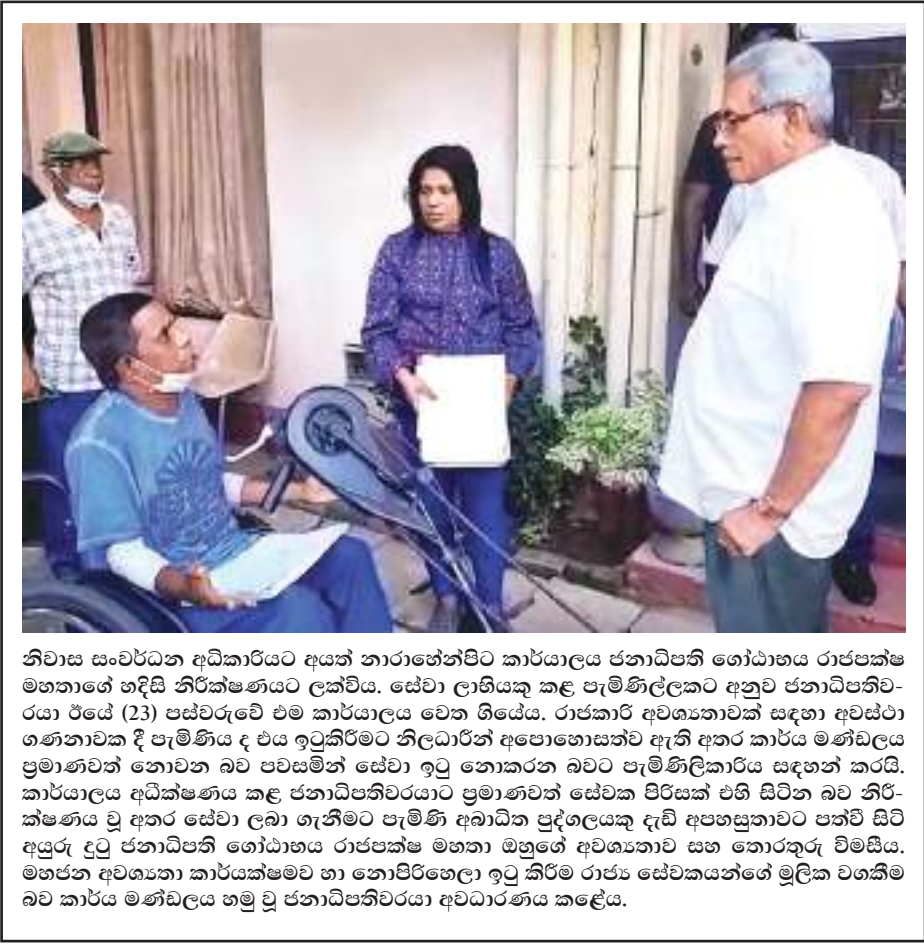 නිවාස සංවර්ධන අධිකාරියට අයත් නාරාහේන්පිට කාර්යාලය ජනාධිපති ගෝඨාභය රාජපක්ෂ
මහතාගේ හදිසි නිරීක්ෂණයට ලක්විය. සේවා ලාභියකු කළ පැමිණිල්ලකට අනුව ජනාධිපතිව-
රයා ඊයේ (23) පස්වරුවේ එම කාර්යාලය වෙත ගියේය. රාජකාරි අවශ්‍යතාවක් සඳහා අවස්ථා
ගණනාවක දී පැමිණිය ද එය ඉටුකිරීමට නිලධාරීන් අපොහොසත්ව ඇති අතර කාර්ය මණ්ඩලය
ප්‍රමාණවත් නොවන බව පවසමින් සේවා ඉටු නොකරන බවට පැමිණිලිකාරිය සඳහන් කරයි.
කාර්යාලය අධීක්ෂණය කළ ජනාධිපතිවරයාට ප්‍රමාණවත් සේවක පිරිසක් එහි සිටින බව නිරී-
ක්ෂණය වූ අතර සේවා ලබා ගැනීමට පැමිණි අබාධිත පුද්ගලයකු දැඩි අපහසුතාවට පත්වී සිටි
අයුරු දුටු ජනාධිපති ගෝඨාභය රාජපක්ෂ මහතා ඔහුගේ අවශ්‍යතාව සහ තොරතුරු විමසීය.
මහජන අවශ්‍යතා කාර්යක්ෂමව හා නොපිරිහෙලා ඉටු කිරීම රාජ්‍ය සේවකයන්ගේ මූලික වගකීම
බව කාර්ය මණ්ඩලය හමු වූ ජනාධිපතිවරයා අවධාරණය කළේය.